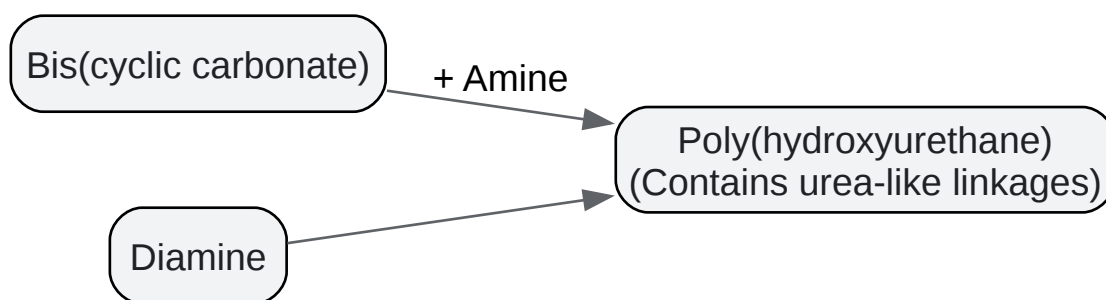 Bis(cyclic carbonate)
+ Amine
Poly(hydroxyurethane)
(Contains urea-like linkages)
Diamine